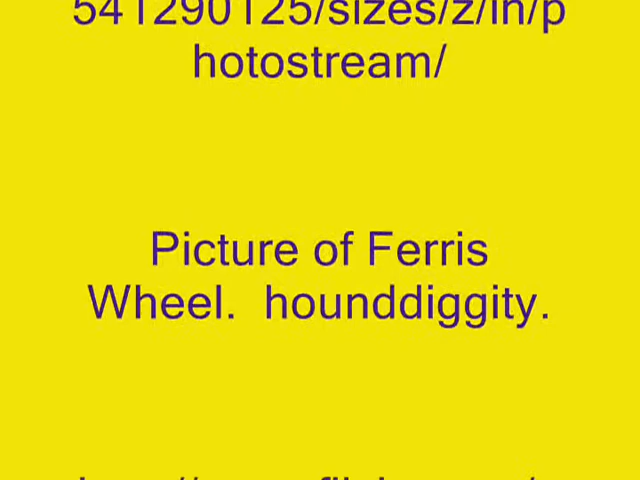 541290125/sizes/z/in/p
hotostream/
Picture of Ferris
Wheel.  hounddiggity.